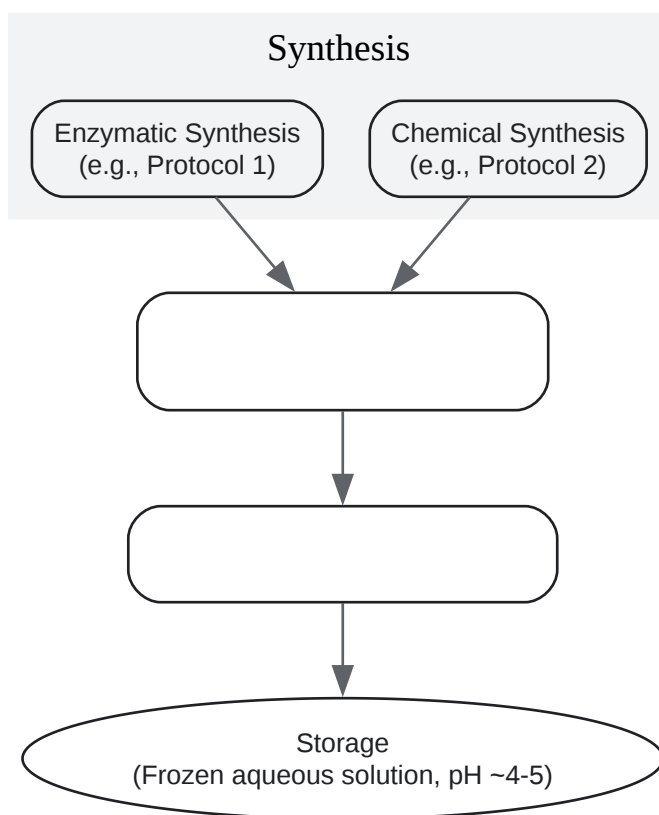 Synthesis
Enzymatic Synthesis
(e.g., Protocol 1)
Chemical Synthesis
(e.g., Protocol 2)
Storage
(Frozen aqueous solution, pH ~4-5)